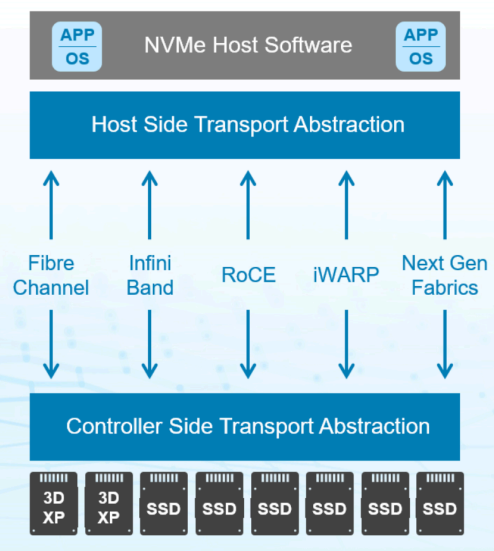 APP
OS
NVMe Host Software
APP
OS
Host Side Transport Abstraction
Fibre
Channel
Infini
Band
RoCE
iWARP
Next Gen
Fabrics
Controller Side Transport Abstraction
3D
XP
3D
XP
SSD
SSD
SSD
SSD
SSD
SSD